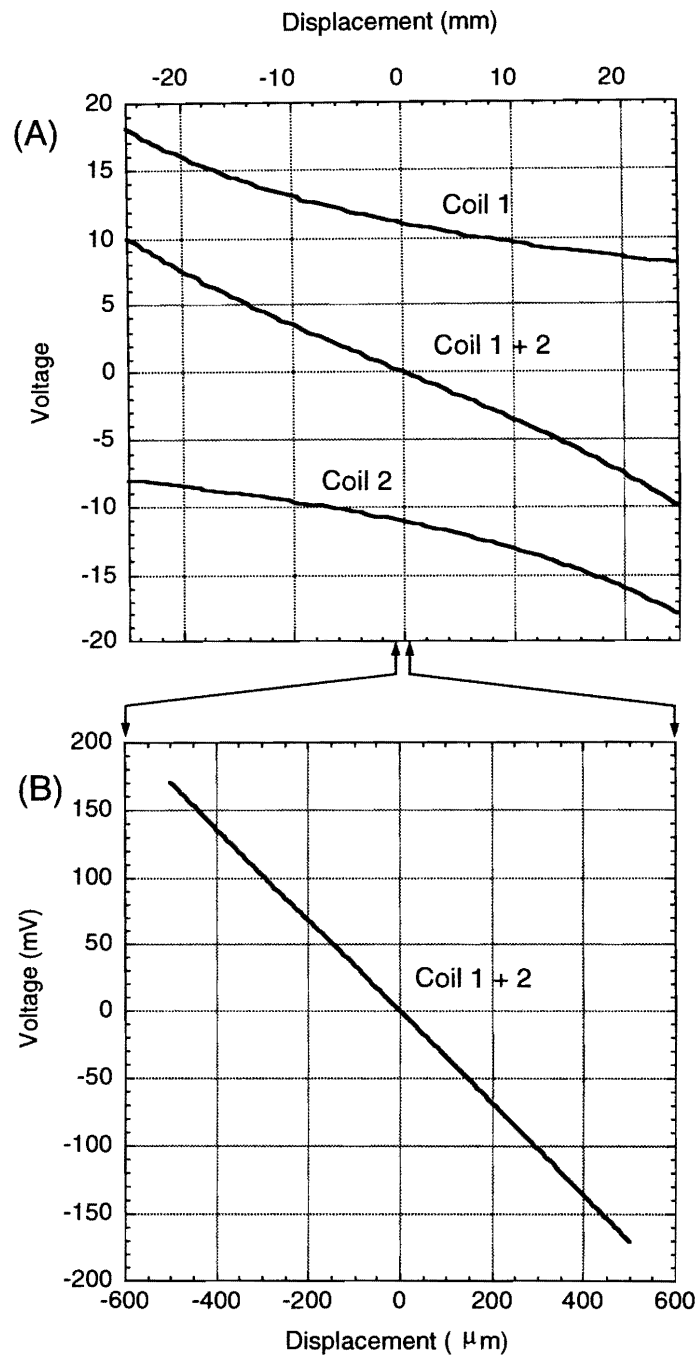 Displacement (mm)
-20 -10 0 10 20
(A)
20
15
10
5
0
-5
-10
-15
-20
Voltage
Coil 1
Coil 1 + 2
Coil 2
(B)
200
150
100
50
0
-50
-100
-150
-200
Voltage (mV)
Coil 1 + 2
-600 -400 -200 0 200 400 600
Displacement ( μm)